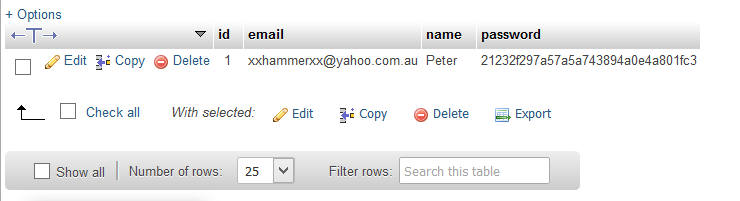 + Options
←T→ ▼ id email name password
Edit Copy Delete 1 xxhammerxx@yahoo.com.au Peter 21232f297a57a5a743894a0e4a801fc3
Check all With selected: Edit Copy Delete Export
Show all Number of rows: 25 Filter rows: Search this table